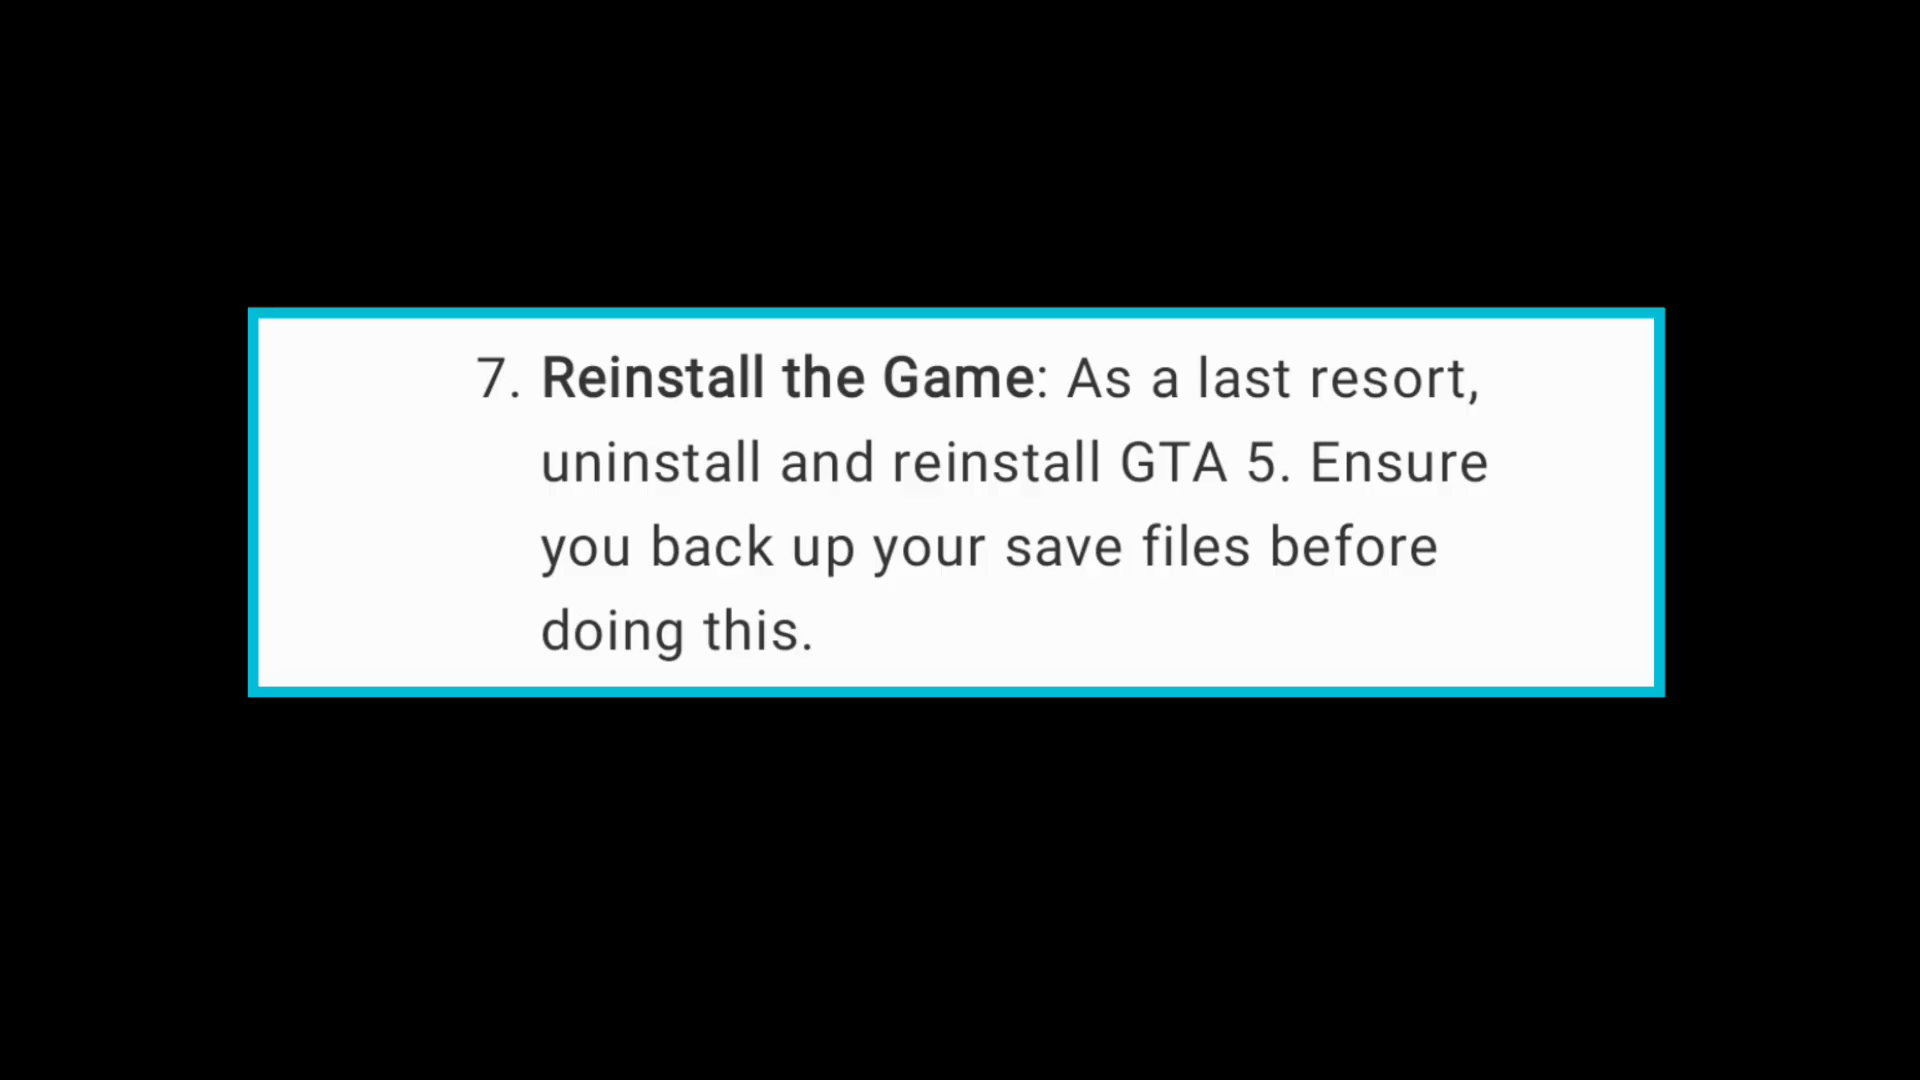 7. Reinstall the Game: As a last resort,
uninstall and reinstall GTA 5. Ensure
you back up your save files before
doing this.